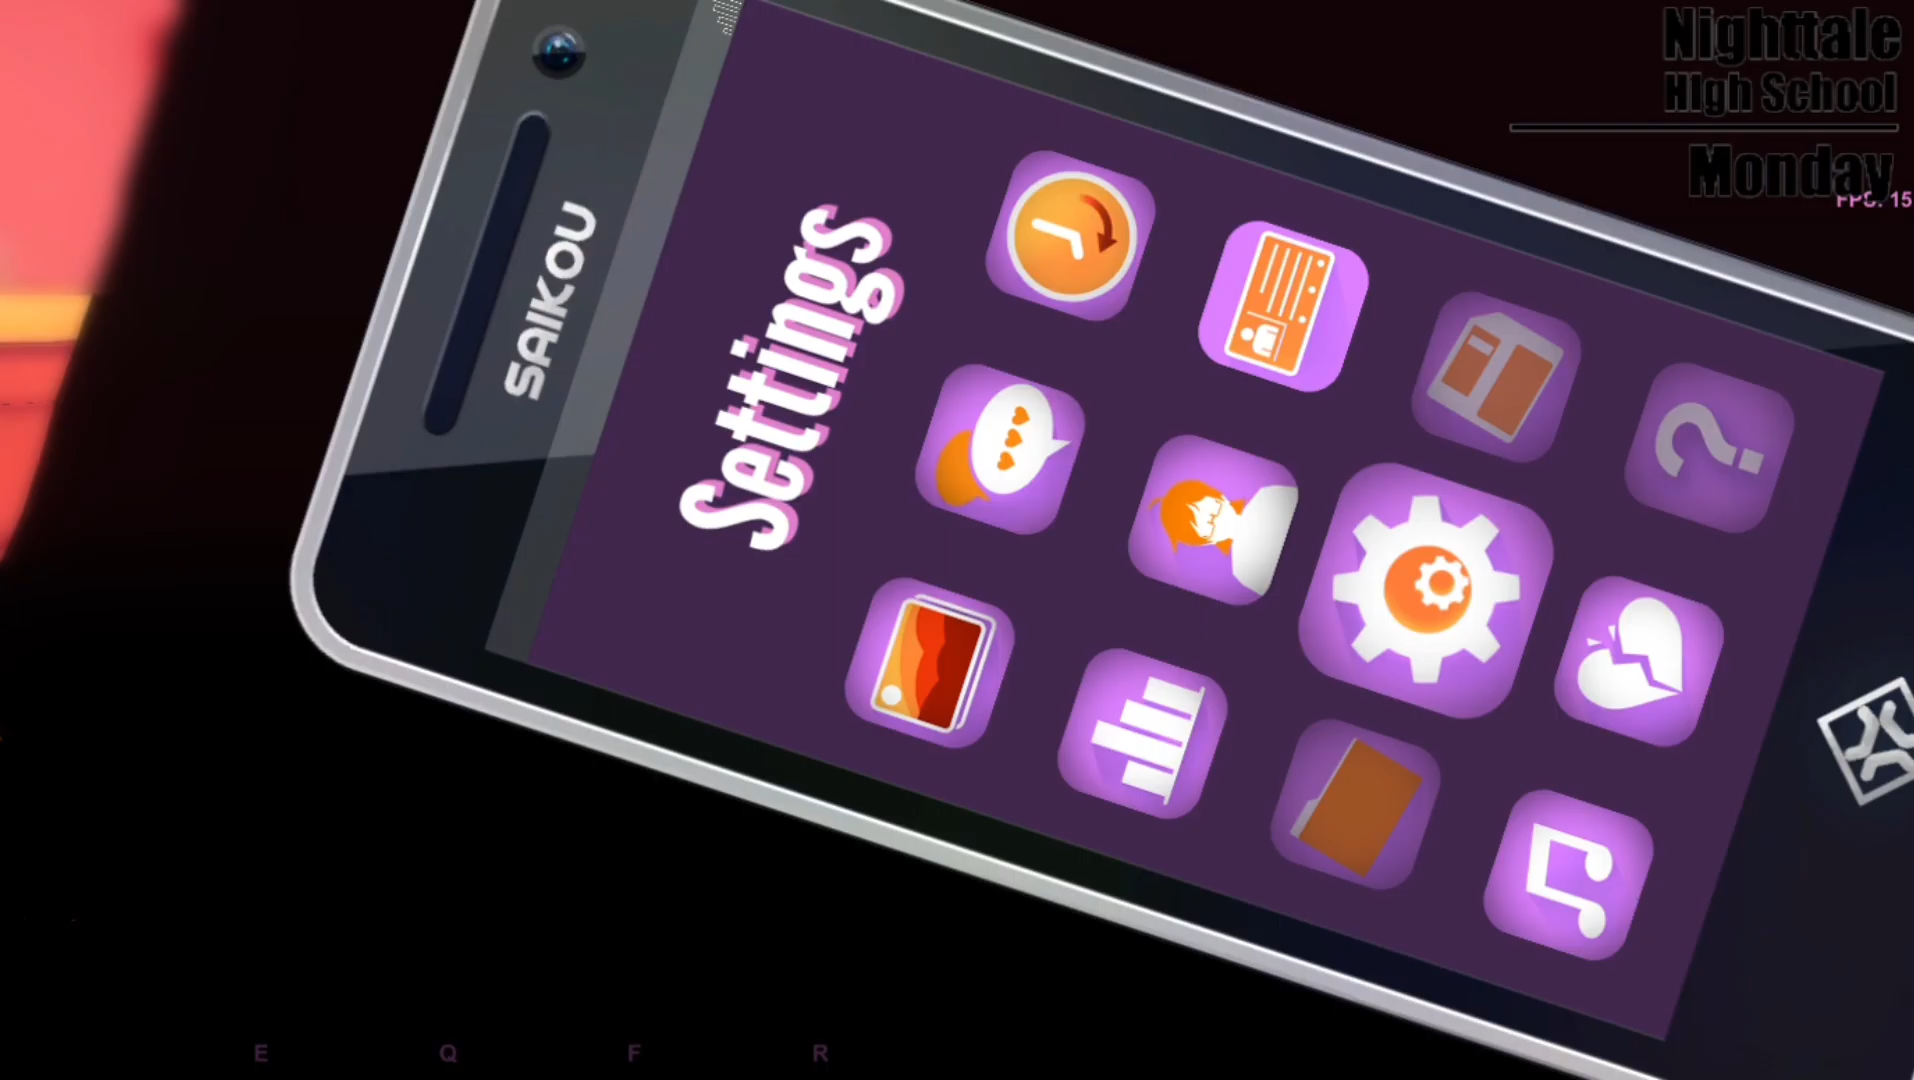 Nighttale
HIgh School
Monday
FPS: 15
SAIKOU
Settings
E
Q
F
R